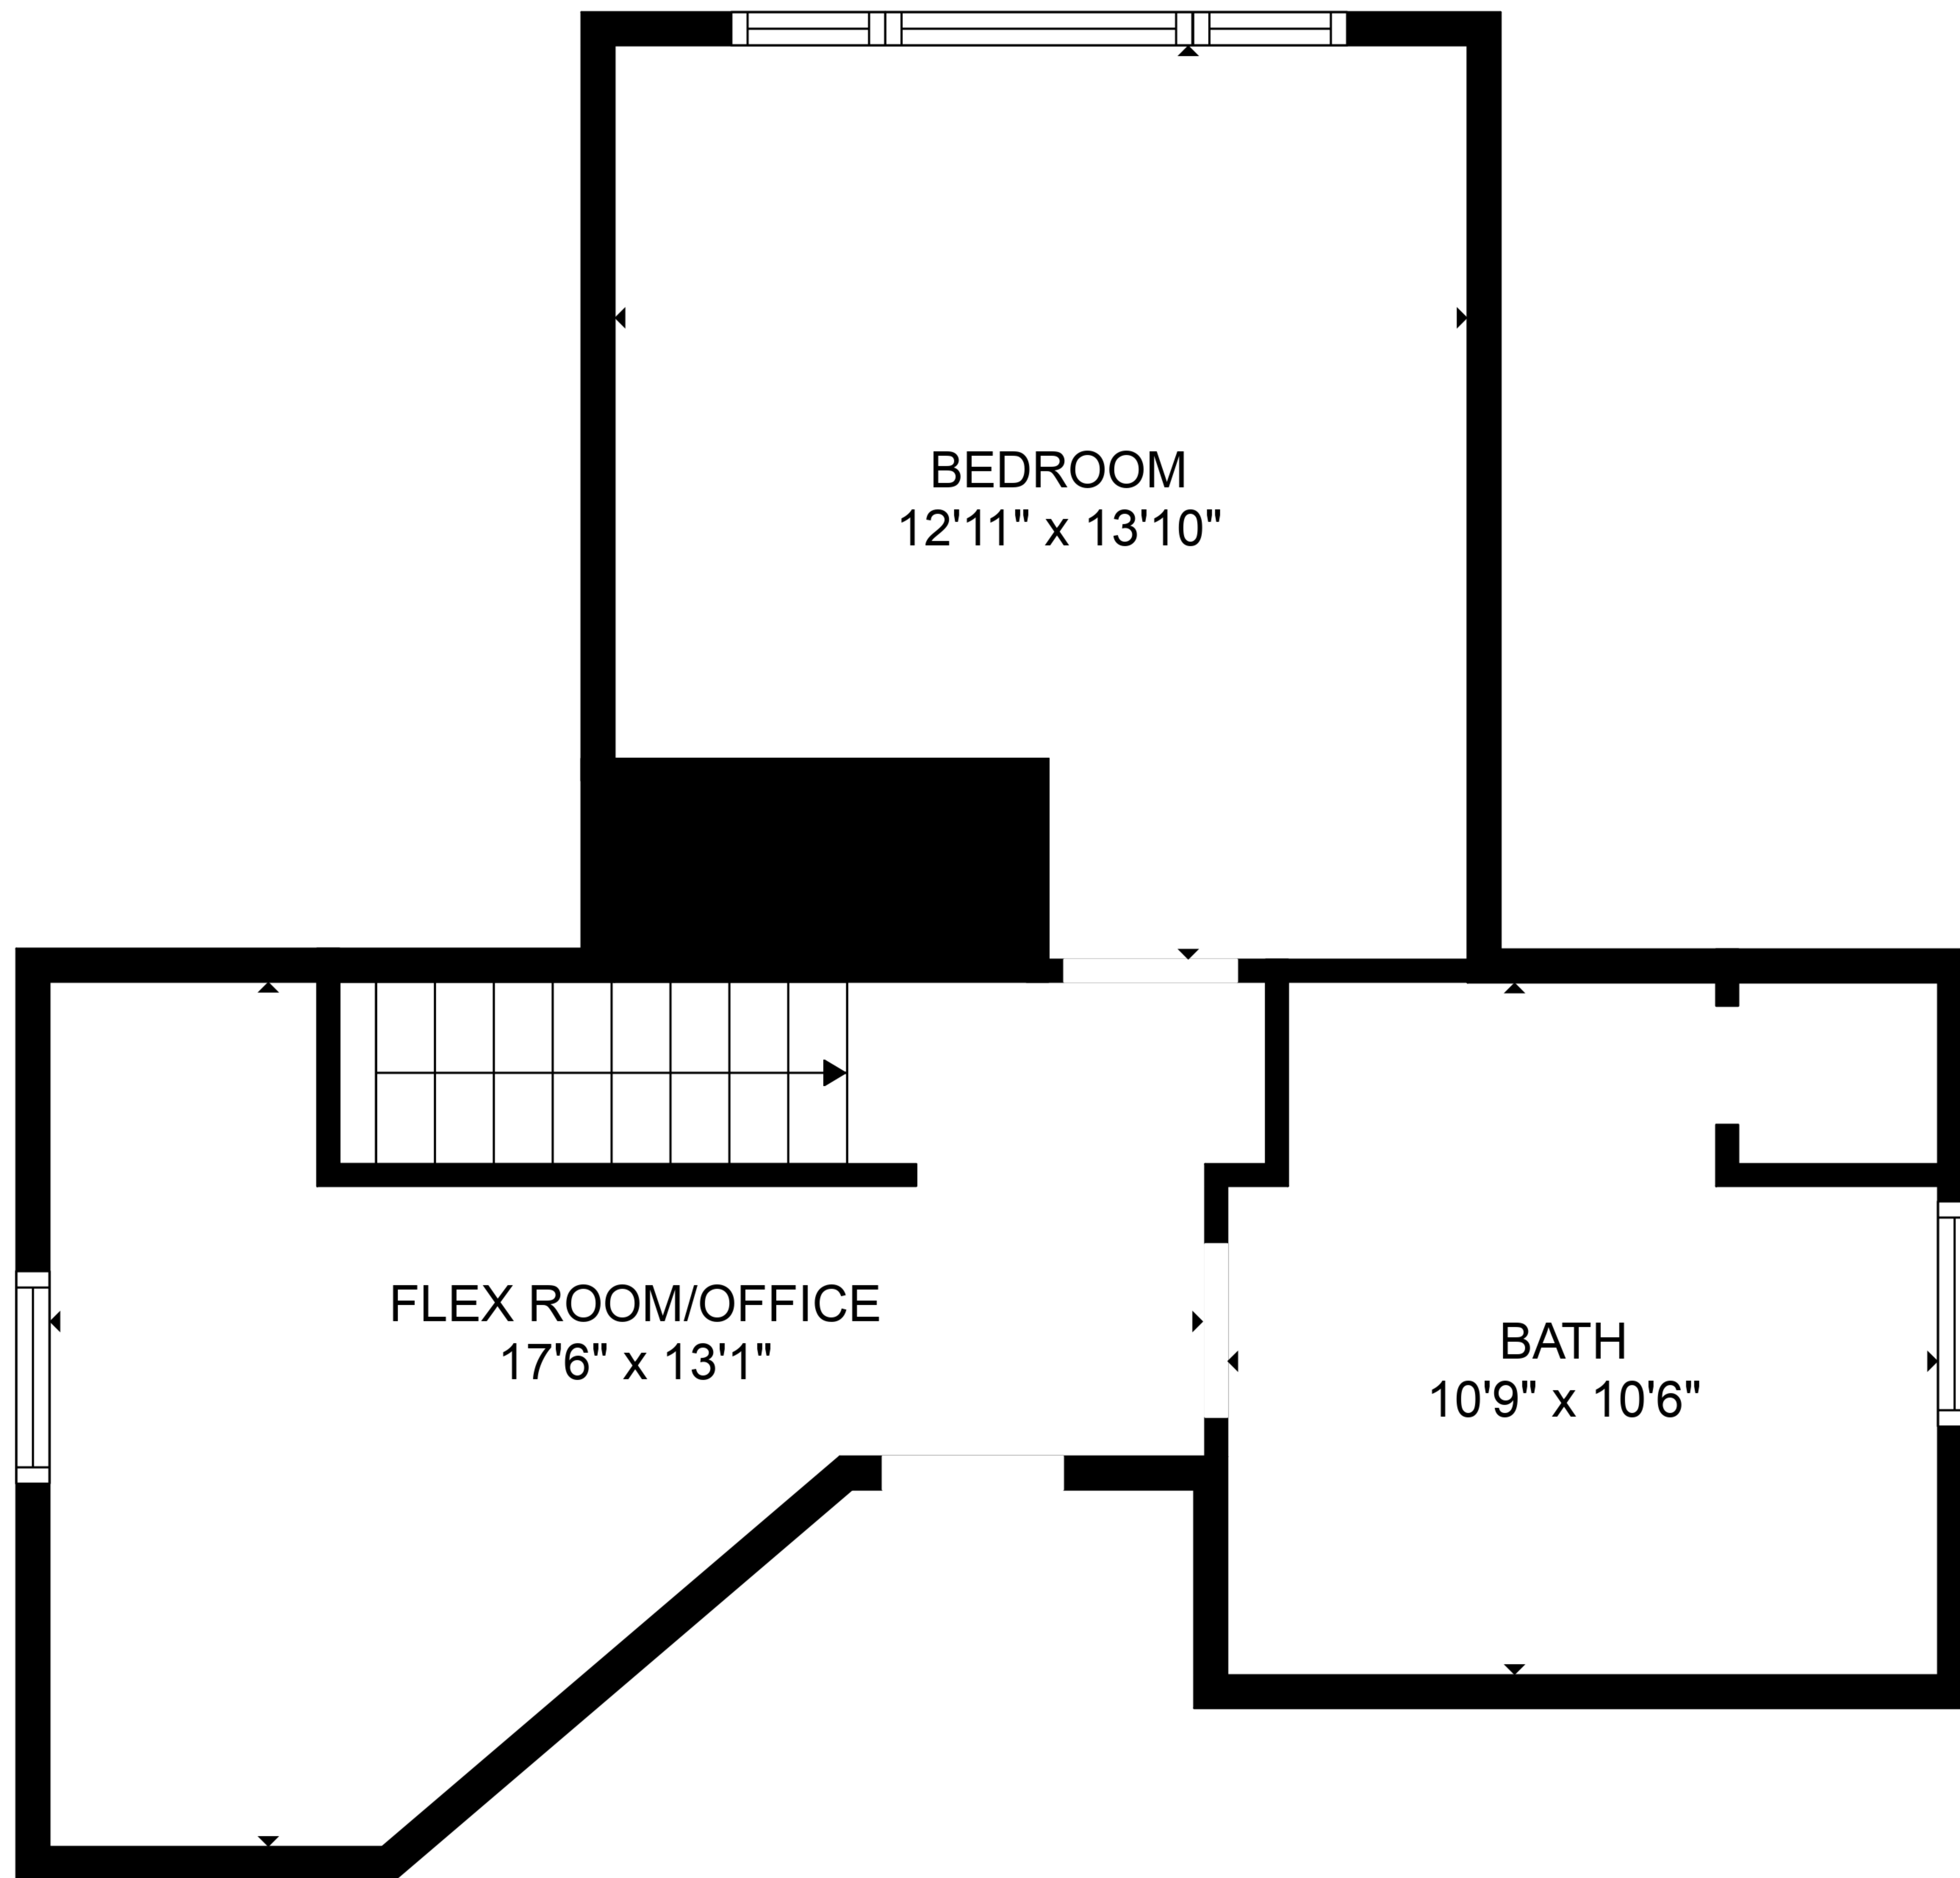 BEDROOM
12'11" x 13'10"
FLEX ROOM/OFFICE
17'6" x 13'1"
BATH
10'9" x 10'6"